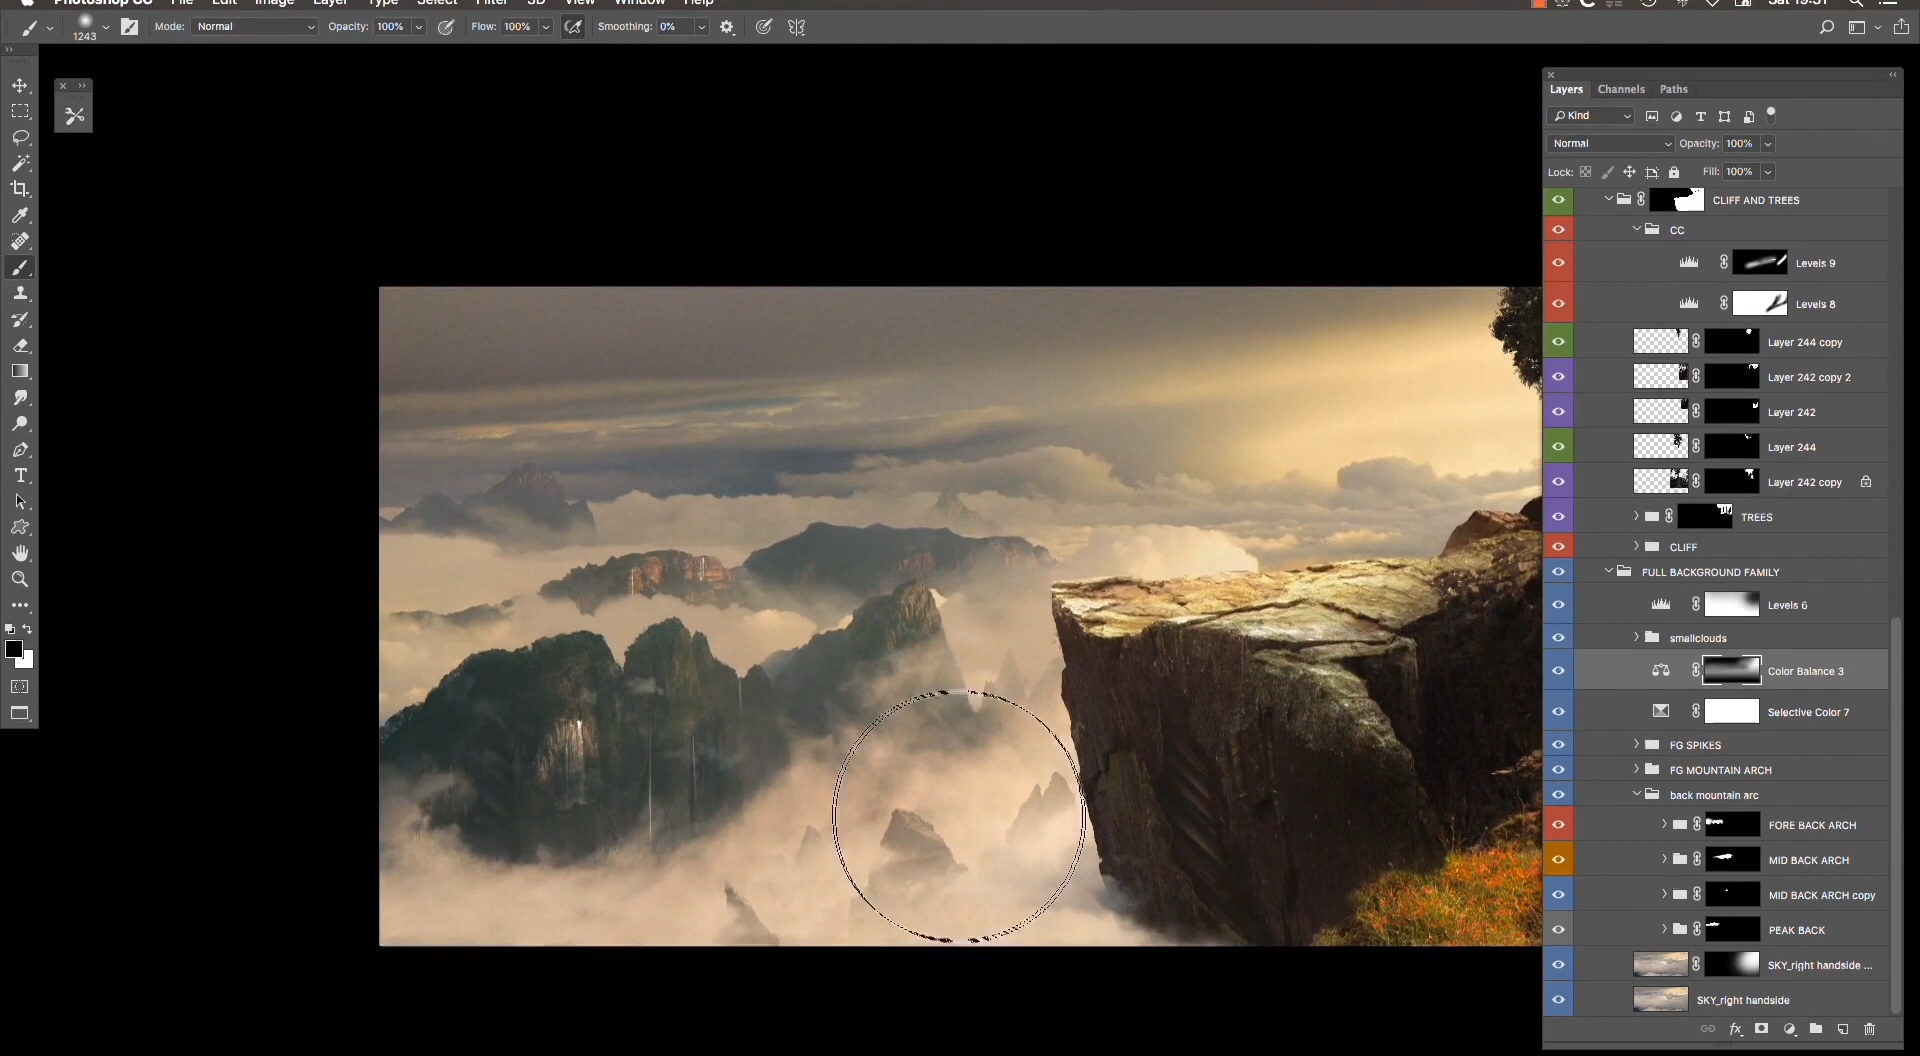 Photoshop CC File Edit Image Layer Type Select Filter 3D View Window Help Sat 19:31
1243 Mode: Normal Opacity: 100% Flow: 100% Smoothing: 0%
Layers Channels Paths
Kind
Normal Opacity: 100%
Lock: Fill: 100%
CLIFF AND TREES
CC
Levels 9
Levels 8
Layer 244 copy
Layer 242 copy 2
Layer 242
Layer 244
Layer 242 copy
TREES
CLIFF
FULL BACKGROUND FAMILY
Levels 6
smallclouds
Color Balance 3
Selective Color 7
FG SPIKES
FG MOUNTAIN ARCH
back mountain arc
FORE BACK ARCH
MID BACK ARCH
MID BACK ARCH copy
PEAK BACK
SKY_right handside ...
SKY_right handside
fx